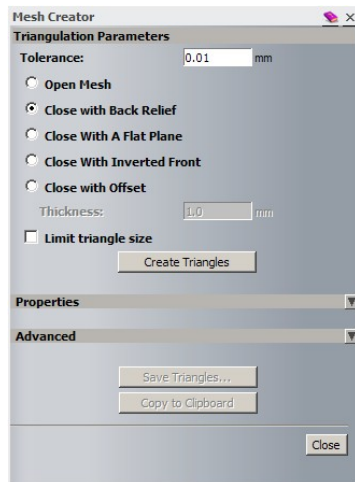 Mesh Creator
Triangulation Parameters
Tolerance: 0.01 mm
Open Mesh
Close with Back Relief
Close With A Flat Plane
Close With Inverted Front
Close with Offset
Thickness: 1.0 mm
Limit triangle size
Create Triangles
Properties
Advanced
Save Triangles...
Copy to Clipboard
Close